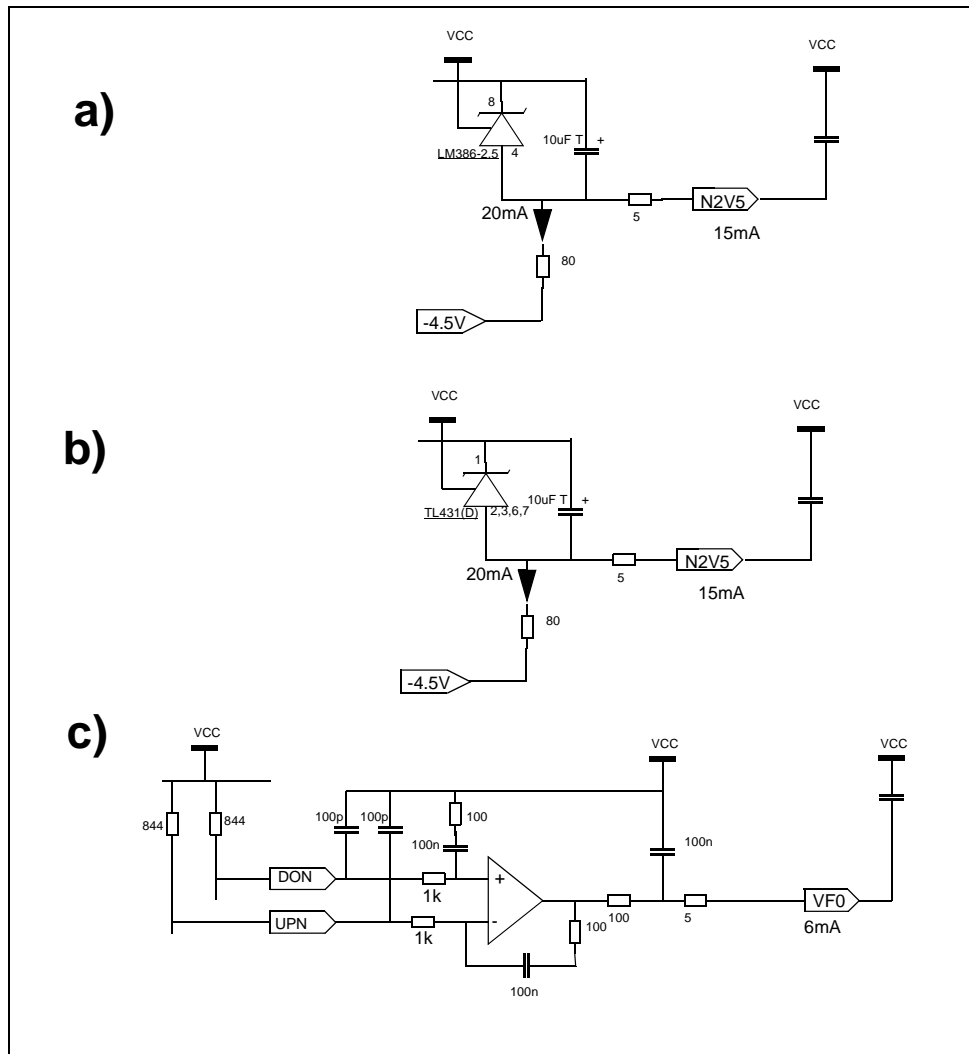 a)
VCC
VCC
8
10uF T +
LM386-2.5 4
20mA
5
N2V5
15mA
80
-4.5V
b)
VCC
VCC
1
10uF T +
TL431(D) 2,3,6,7
20mA
5
N2V5
15mA
80
-4.5V
c)
VCC
VCC
VCC
844
844
100p
100p
100
100n
100n
DON
1k
+
UPN
1k
-
100
100
5
VF0
6mA
100n